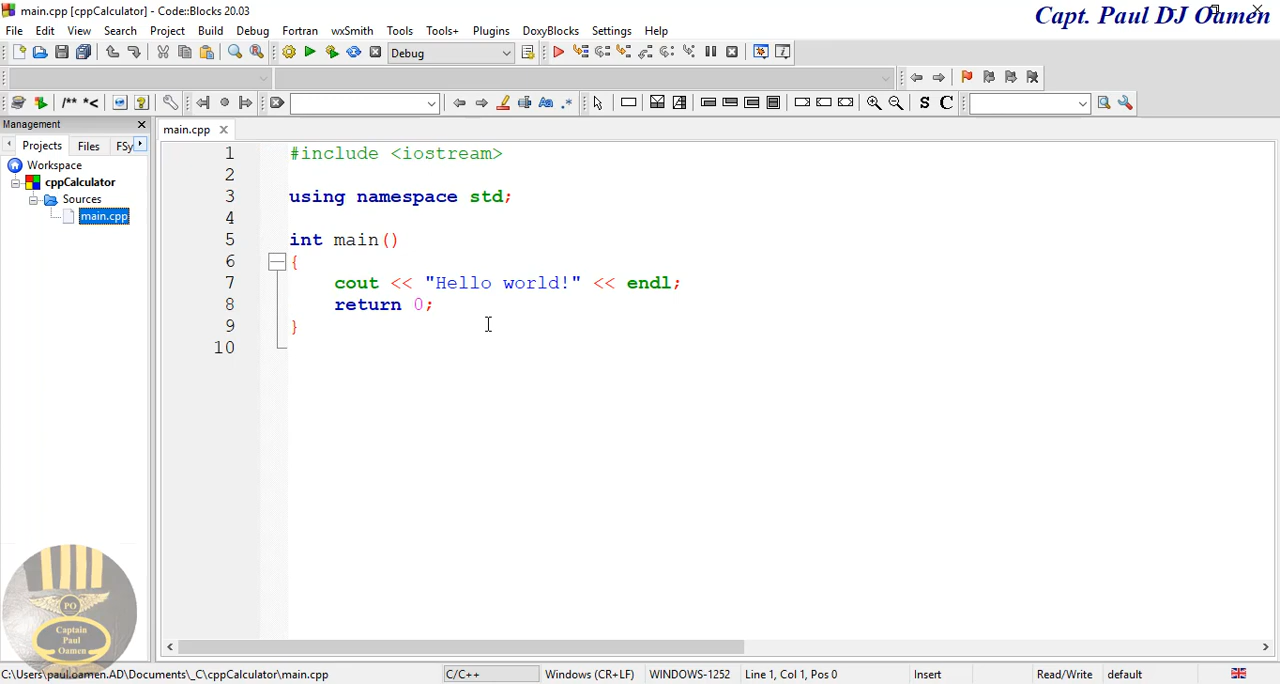 main.cpp [cppCalculator] - Code::Blocks 20.03
Capt. Paul DJ Oamen
File Edit View Search Project Build Debug Fortran wxSmith Tools Tools+ Plugins DoxyBlocks Settings Help
Debug
/** *<
Aa .*
S C
Management
main.cpp
Projects Files FSy
Workspace
cppCalculator
Sources
main.cpp
1 #include <iostream>
2
3 using namespace std;
4
5 int main()
6 {
7 cout << "Hello world!" << endl;
8 return 0;
9 }
10
PO
Captain
Paul
Oamen
C:\Users\paul.oamen.AD\Documents\_C\cppCalculator\main.cpp C/C++ Windows (CR+LF) WINDOWS-1252 Line 1, Col 1, Pos 0 Insert Read/Write default